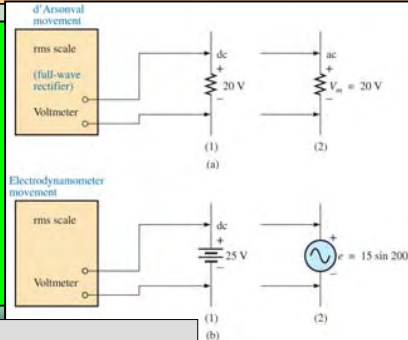 d'Arsonval
movement
rms scale
(full-wave
rectifier)
Voltmeter
dc
+
20 V
−
(1)
ac
+
Vm = 20 V
−
(2)
(a)
Electrodynamometer
movement
rms scale
Voltmeter
dc
+
25 V
−
(1)
+
e = 15 sin 200
−
(2)
(b)